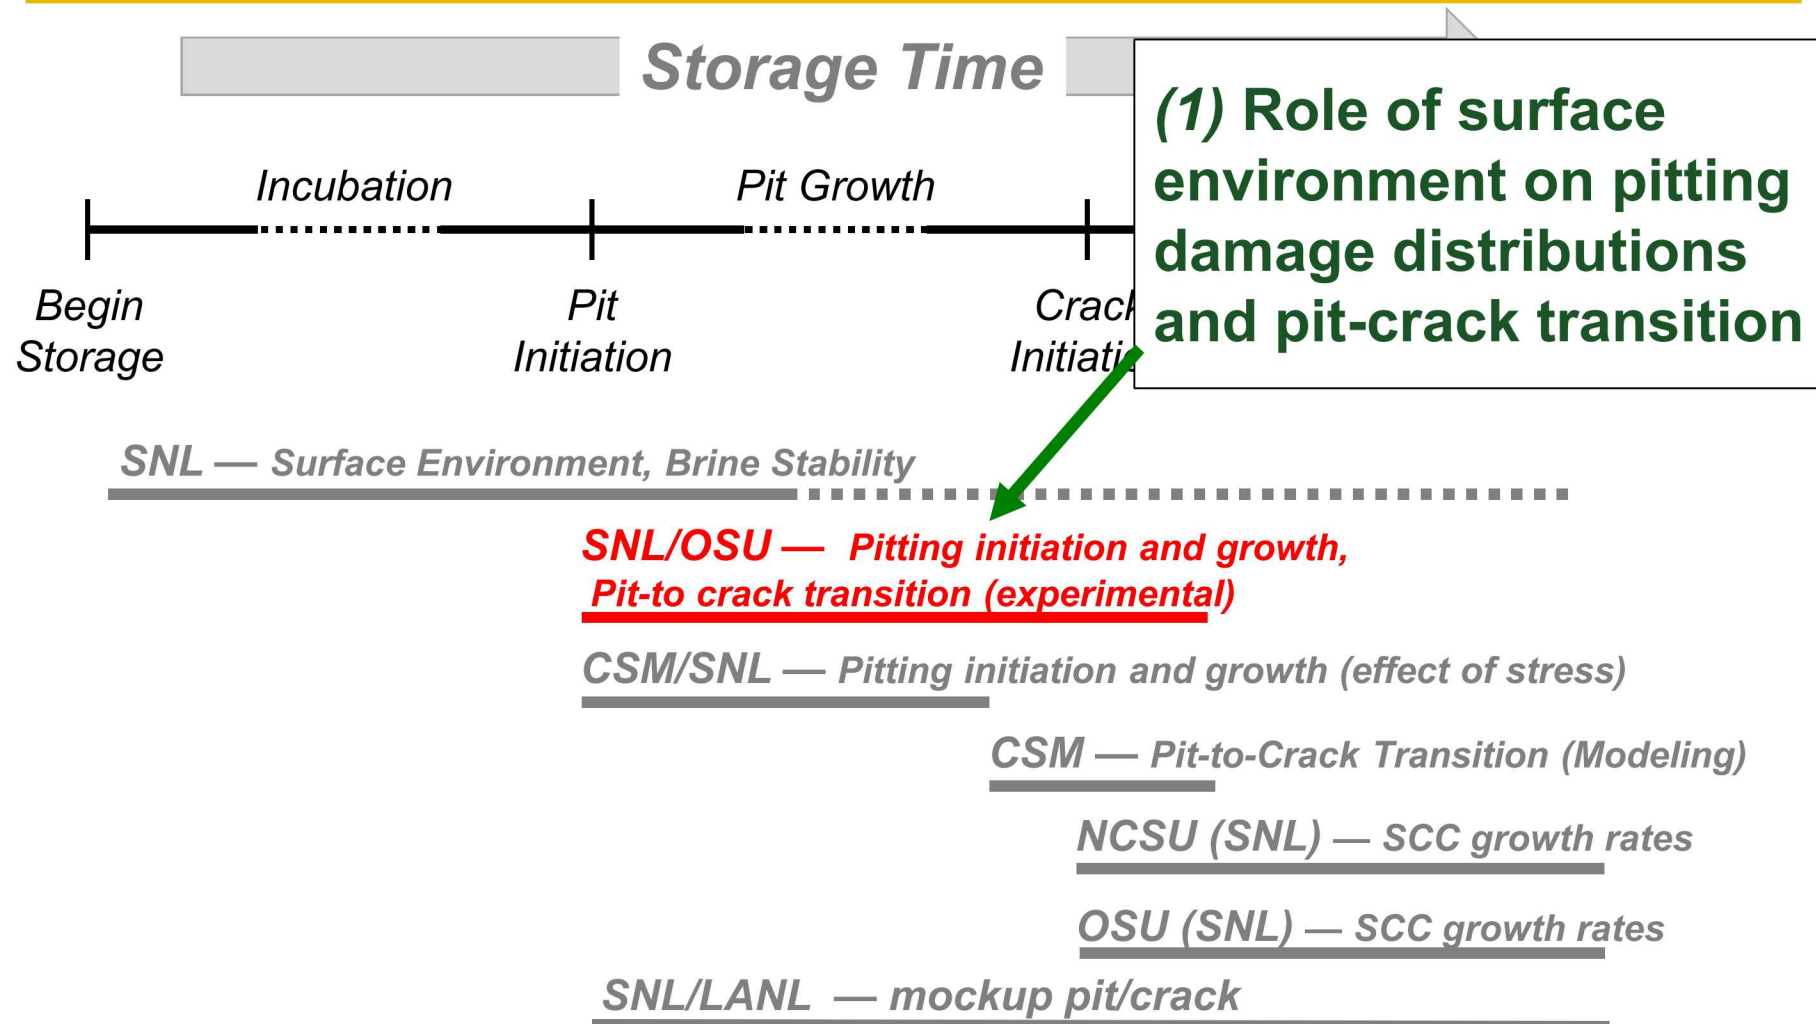 Storage Time
(1) Role of surface
environment on pitting
damage distributions
and pit-crack transition
Incubation
Pit Growth
Begin
Storage
Pit
Initiation
SNL — Surface Environment, Brine Stability
SNL/OSU — Pitting initiation and growth,
Pit-to crack transition (experimental)
CSM/SNL — Pitting initiation and growth (effect of stress)
CSM — Pit-to-Crack Transition (Modeling)
NCSU (SNL) — SCC growth rates
OSU (SNL) — SCC growth rates
SNL/LANL — mockup pit/crack